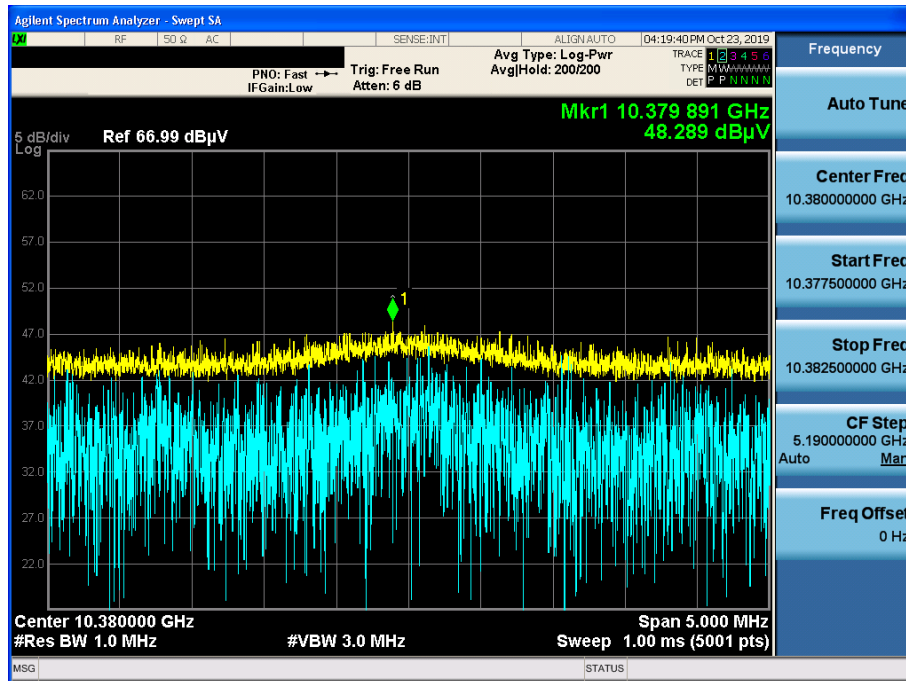 Agilent Spectrum Analyzer - Swept SA
LXI RF 50 Ω AC SENSE:INT ALIGN AUTO 04:19:40 PM Oct 23, 2019
PNO: Fast Trig: Free Run Avg Type: Log-Pwr TRACE 1 2 3 4 5 6
IFGain:Low Atten: 6 dB Avg|Hold: 200/200 TYPE M W W W W W
DET P P N N N N
Mkr1 10.379 891 GHz
48.289 dBµV
5 dB/div Ref 66.99 dBµV
Log
62.0
57.0
52.0
1
47.0
42.0
37.0
32.0
27.0
22.0
Center 10.380000 GHz Span 5.000 MHz
#Res BW 1.0 MHz #VBW 3.0 MHz Sweep 1.00 ms (5001 pts)
MSG STATUS
Frequency
Auto Tune
Center Freq
10.380000000 GHz
Start Freq
10.377500000 GHz
Stop Freq
10.382500000 GHz
CF Step
5.190000000 GHz
Auto Man
Freq Offset
0 Hz